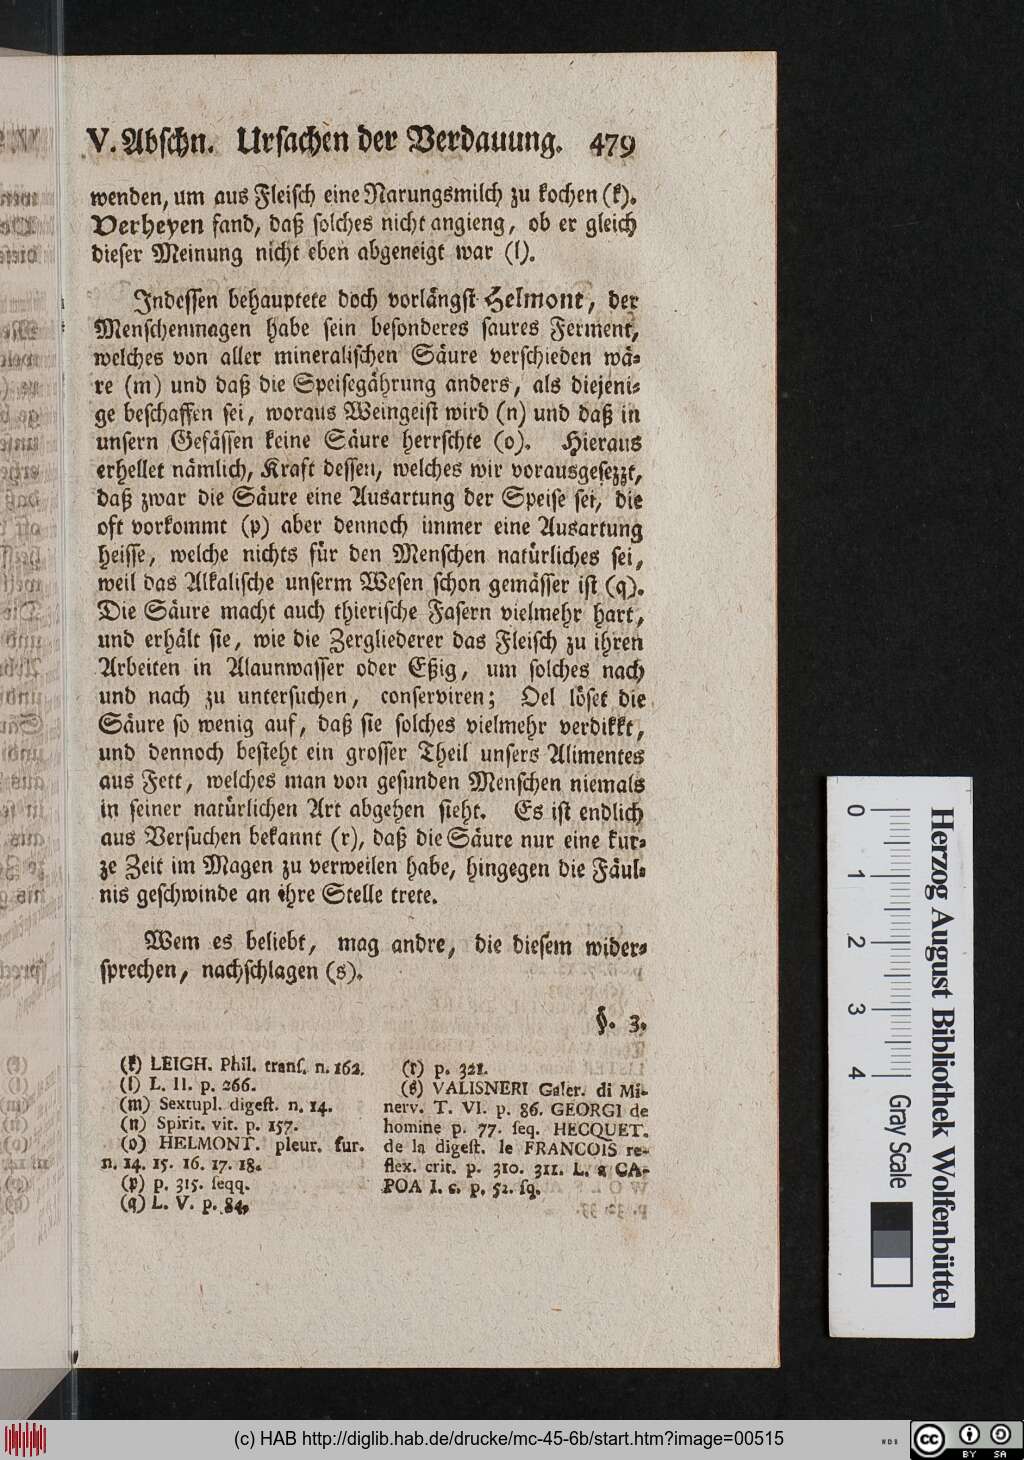 V. Abschn. Ursachen der Verdauung. 479
wenden, um aus Fleisch eine Narungsmilch zu kochen (k).
Verheyen fand, daß solches nicht angieng, ob er gleich
dieser Meinung nicht eben abgeneigt war (l).
Indessen behauptete doch vorlängst Helmont, der
Menschenmagen habe sein besonderes saures Ferment,
welches von aller mineralischen Säure verschieden wä-
re (m) und daß die Speisegährung anders, als diejeni-
ge beschaffen sei, woraus Weingeist wird (n) und daß in
unsern Gefässen keine Säure herrschte (o). Hieraus
erhellet nämlich, Kraft dessen, welches wir vorausgesezzt,
daß zwar die Säure eine Ausartung der Speise sei, die
oft vorkommt (p) aber dennoch immer eine Ausartung
heisse, welche nichts für den Menschen natürliches sei,
weil das Alkalische unserm Wesen schon gemässer ist (q).
Die Säure macht auch thierische Fasern vielmehr hart,
und erhält sie, wie die Zergliederer das Fleisch zu ihren
Arbeiten in Alaunwasser oder Eßig, um solches nach
und nach zu untersuchen, conserviren; Oel löset die
Säure so wenig auf, daß sie solches vielmehr verdikkt,
und dennoch besteht ein grosser Theil unsers Alimentes
aus Fett, welches man von gesunden Menschen niemals
in seiner natürlichen Art abgehen sieht. Es ist endlich
aus Versuchen bekannt (r), daß die Säure nur eine kur-
ze Zeit im Magen zu verweilen habe, hingegen die Fäul-
nis geschwinde an ihre Stelle trete.
Wem es beliebt, mag andre, die diesem wider-
sprechen, nachschlagen (s).
§. 3.
(k) LEIGH. Phil. trans. n. 162.
(l) L. II. p. 266.
(m) Sextupl. digest. n. 14.
(n) Spirit. vit. p. 157.
(o) HELMONT. pleur. fur.
n. 14. 15. 16. 17. 18.
(p) p. 315. seqq.
(q) L. V. p. 84.
(r) p. 321.
(s) VALISNERI Galer. di Mi-
nerv. T. VI. p. 86. GEORGI de
homine p. 77. seq. HECQUET.
de la digest. le FRANCOIS re-
flex. crit. p. 310. 311. L. a CA-
POA I. c. p. 52. sq.
0 1 2 3 4 Gray Scale
Herzog August Bibliothek Wolfenbüttel
(c) HAB http://diglib.hab.de/drucke/mc-45-6b/start.htm?image=00515
cc BY SA